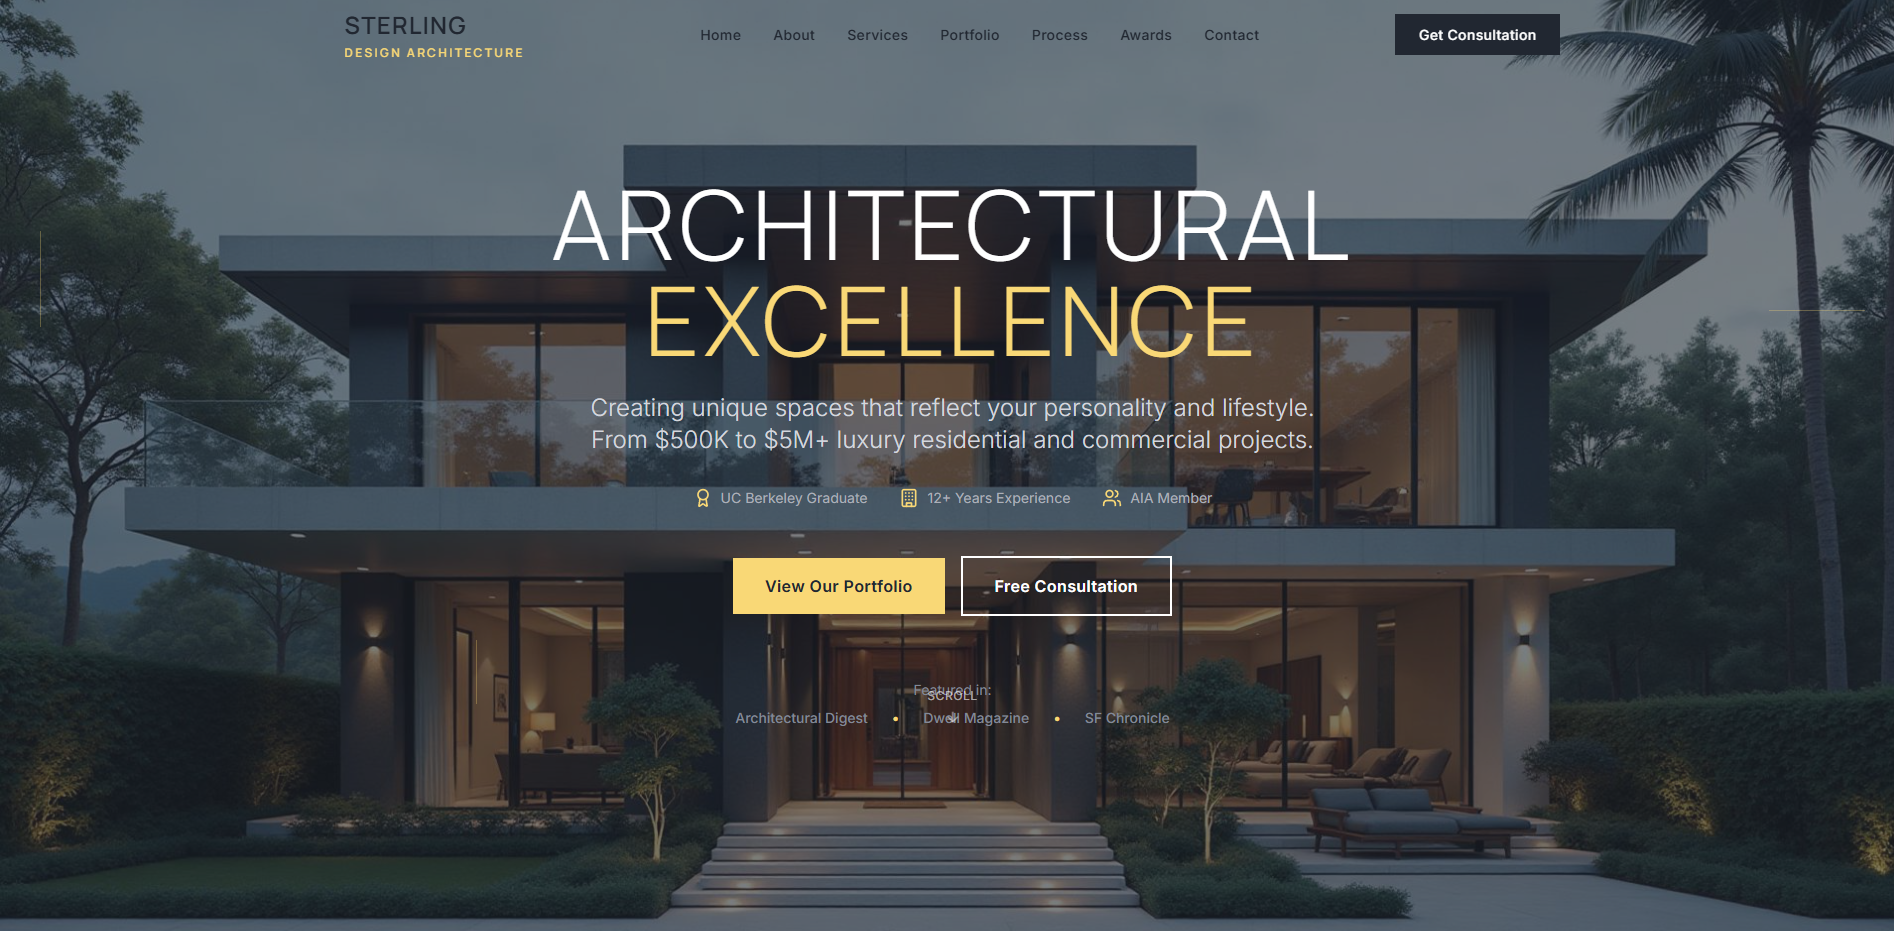 STERLING
DESIGN ARCHITECTURE
Home
About
Services
Portfolio
Process
Awards
Contact
Get Consultation
ARCHITECTURAL
EXCELLENCE
Creating unique spaces that reflect your personality and lifestyle.
From $500K to $5M+ luxury residential and commercial projects.
UC Berkeley Graduate
12+ Years Experience
AIA Member
View Our Portfolio
Free Consultation
Featured in:
SCROLL
Architectural Digest • Dwell Magazine • SF Chronicle